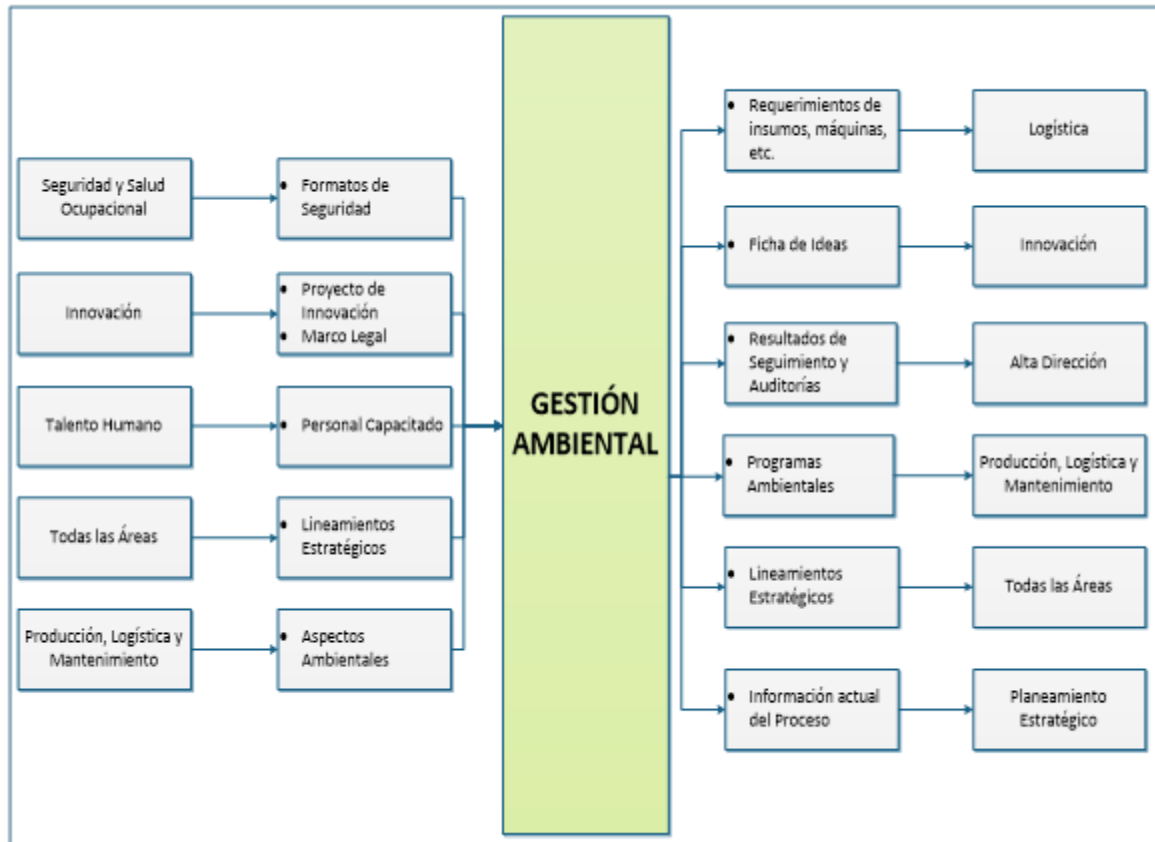 Seguridad y Salud
Ocupacional
• Formatos de
Seguridad
Innovación
• Proyecto de
Innovación
• Marco Legal
Talento Humano
• Personal Capacitado
Todas las Áreas
• Lineamientos
Estratégicos
Producción, Logística y
Mantenimiento
• Aspectos
Ambientales
GESTIÓN
AMBIENTAL
• Requerimientos de
insumos, máquinas,
etc.
Logística
• Ficha de Ideas
Innovación
• Resultados de
Seguimiento y
Auditorías
Alta Dirección
• Programas
Ambientales
Producción, Logística y
Mantenimiento
• Lineamientos
Estratégicos
Todas las Áreas
• Información actual
del Proceso
Planeamiento
Estratégico